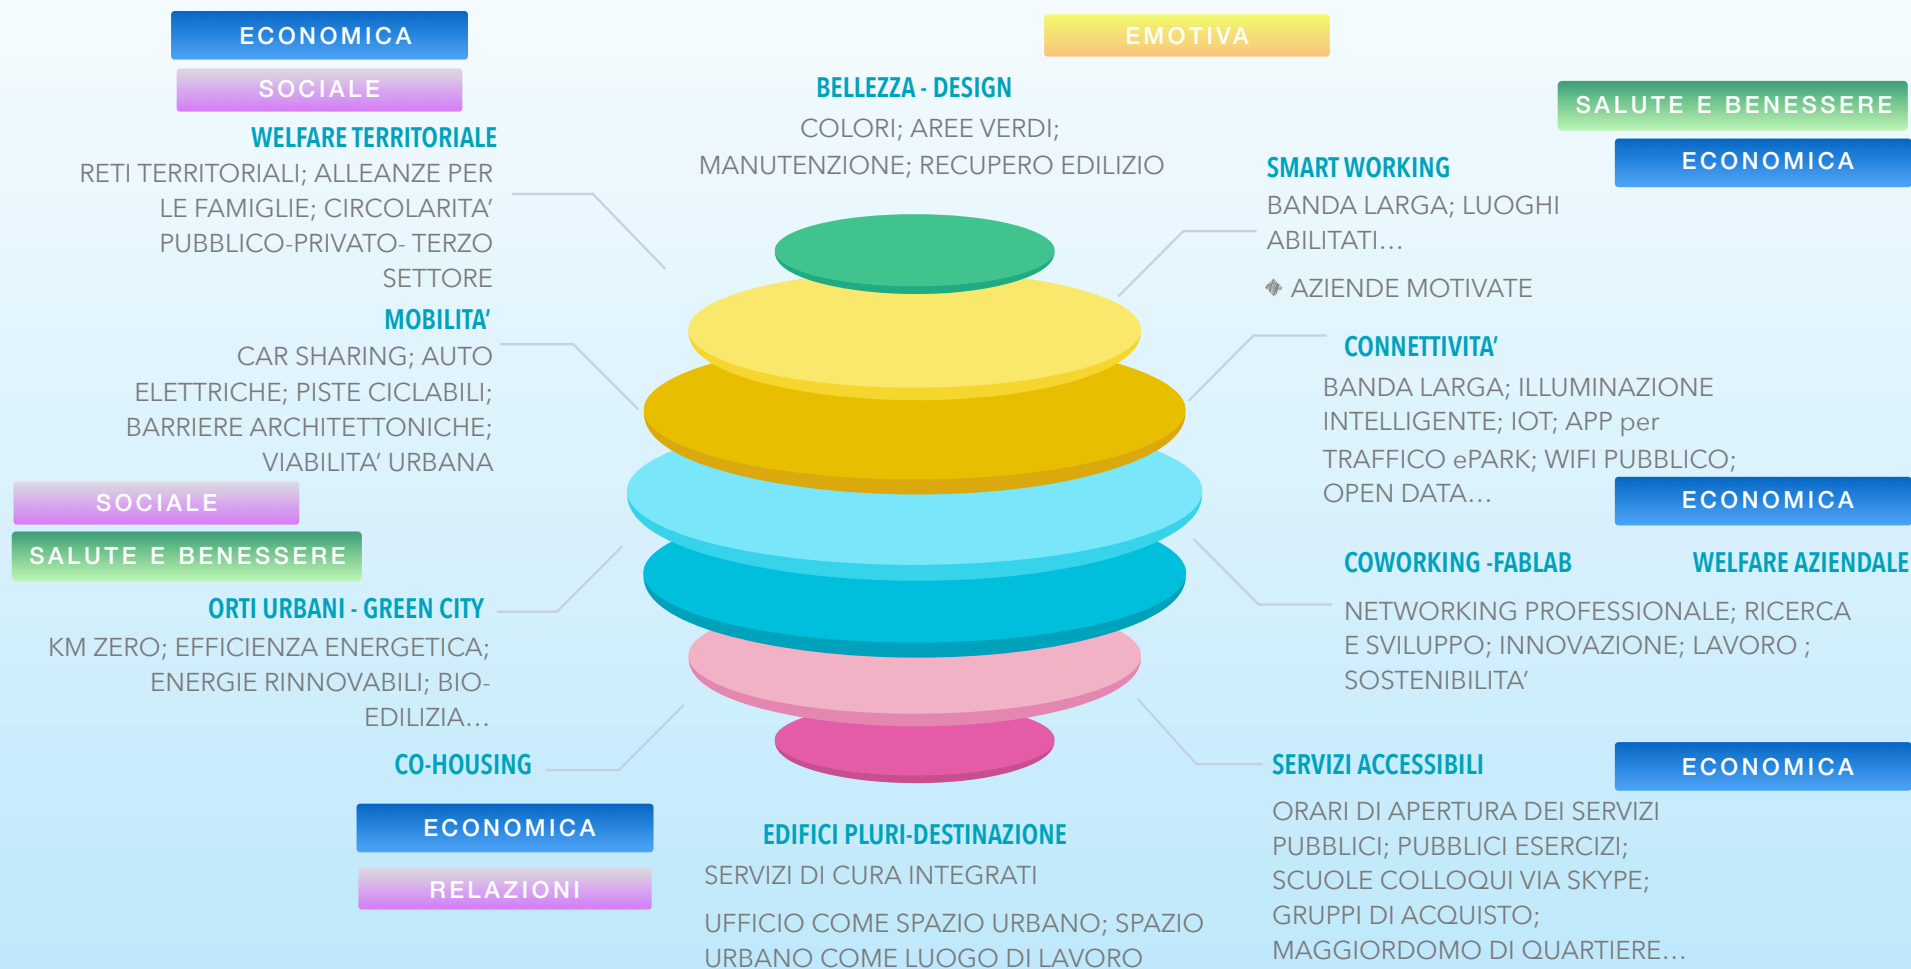 ECONOMICA
SOCIALE
WELFARE TERRITORIALE
RETI TERRITORIALI; ALLEANZE PER
LE FAMIGLIE; CIRCOLARITA'
PUBBLICO-PRIVATO- TERZO
SETTORE
MOBILITA'
CAR SHARING; AUTO
ELETTRICHE; PISTE CICLABILI;
BARRIERE ARCHITETTONICHE;
VIABILITA' URBANA
SOCIALE
SALUTE E BENESSERE
ORTI URBANI - GREEN CITY
KM ZERO; EFFICIENZA ENERGETICA;
ENERGIE RINNOVABILI; BIO-
EDILIZIA…
CO-HOUSING
ECONOMICA
RELAZIONI
EMOTIVA
BELLEZZA - DESIGN
COLORI; AREE VERDI;
MANUTENZIONE; RECUPERO EDILIZIO
EDIFICI PLURI-DESTINAZIONE
SERVIZI DI CURA INTEGRATI
UFFICIO COME SPAZIO URBANO; SPAZIO
URBANO COME LUOGO DI LAVORO
SALUTE E BENESSERE
ECONOMICA
SMART WORKING
BANDA LARGA; LUOGHI
ABILITATI…
AZIENDE MOTIVATE
CONNETTIVITA'
BANDA LARGA; ILLUMINAZIONE
INTELLIGENTE; IOT; APP per
TRAFFICO ePARK; WIFI PUBBLICO;
OPEN DATA…
ECONOMICA
COWORKING -FABLAB WELFARE AZIENDALE
NETWORKING PROFESSIONALE; RICERCA
E SVILUPPO; INNOVAZIONE; LAVORO ;
SOSTENIBILITA'
SERVIZI ACCESSIBILI
ECONOMICA
ORARI DI APERTURA DEI SERVIZI
PUBBLICI; PUBBLICI ESERCIZI;
SCUOLE COLLOQUI VIA SKYPE;
GRUPPI DI ACQUISTO;
MAGGIORDOMO DI QUARTIERE…